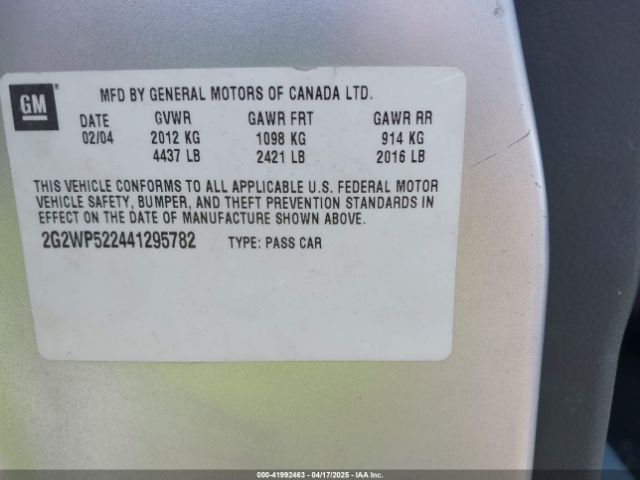 GM
MFD BY GENERAL MOTORS OF CANADA LTD.
DATE GVWR GAWR FRT GAWR RR
02/04 2012 KG 1098 KG 914 KG
4437 LB 2421 LB 2016 LB
THIS VEHICLE CONFORMS TO ALL APPLICABLE U.S. FEDERAL MOTOR
VEHICLE SAFETY, BUMPER, AND THEFT PREVENTION STANDARDS IN
EFFECT ON THE DATE OF MANUFACTURE SHOWN ABOVE.
2G2WP522441295782 TYPE: PASS CAR
000-41992463 - 04/17/2025 - IAA Inc.